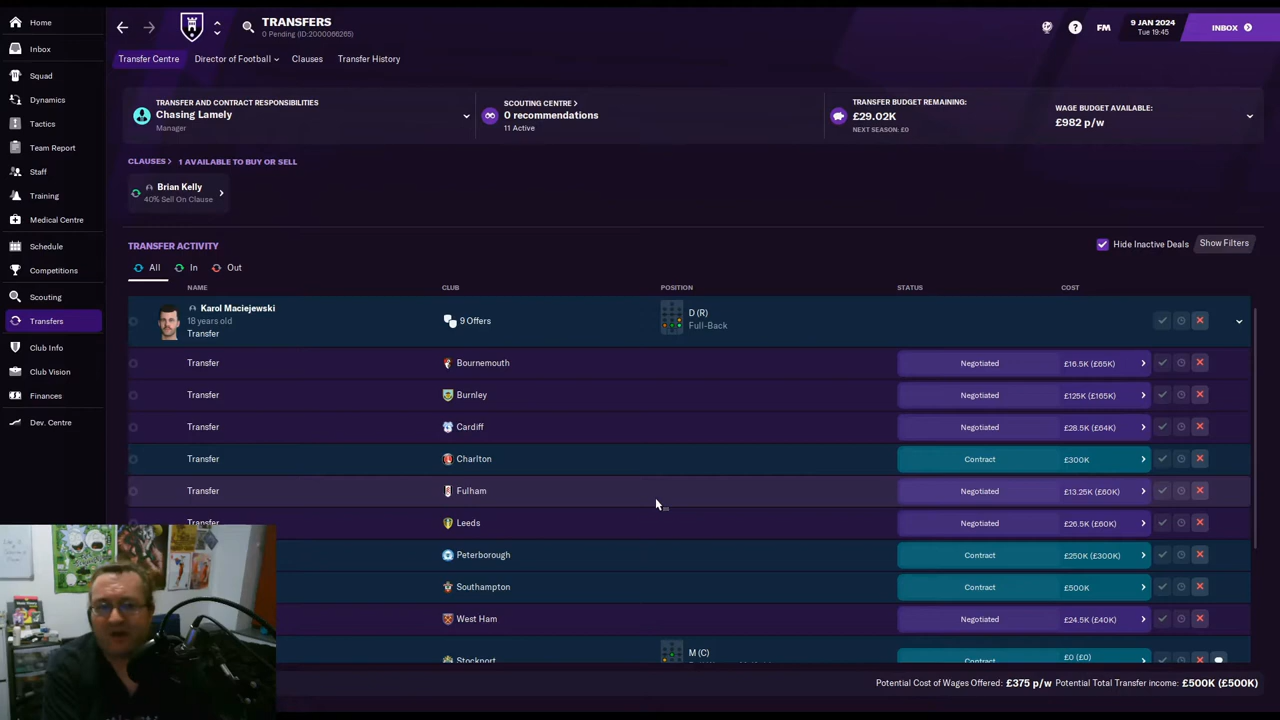 Home
Inbox
Squad
Dynamics
Tactics
Team Report
Staff
Training
Medical Centre
Schedule
Competitions
Scouting
Transfers
Club Info
Club Vision
Finances
Dev. Centre
TRANSFERS
0 Pending (ID:2000066265)
? FM
9 JAN 2024
Tue 19:45
INBOX
Transfer Centre Director of Football Clauses Transfer History
TRANSFER AND CONTRACT RESPONSIBILITIES
Chasing Lamely
Manager
SCOUTING CENTRE >
0 recommendations
11 Active
TRANSFER BUDGET REMAINING:
£29.02K
NEXT SEASON: £0
WAGE BUDGET AVAILABLE:
£982 p/w
CLAUSES > 1 AVAILABLE TO BUY OR SELL
Brian Kelly
40% Sell On Clause
TRANSFER ACTIVITY
Hide Inactive Deals
Show Filters
All In Out
NAME CLUB POSITION STATUS COST
Karol Maciejewski
18 years old
Transfer
9 Offers
D (R)
Full-Back
Transfer Bournemouth Negotiated £16.5K (£65K)
Transfer Burnley Negotiated £125K (£165K)
Transfer Cardiff Negotiated £28.5K (£64K)
Transfer Charlton Contract £300K
Transfer Fulham Negotiated £13.25K (£60K)
Transfer Leeds Negotiated £26.5K (£60K)
Peterborough Contract £250K (£300K)
Southampton Contract £500K
West Ham Negotiated £24.5K (£40K)
Stockport M (C) Contract £0 (£0)
Potential Cost of Wages Offered: £375 p/w Potential Total Transfer income: £500K (£500K)